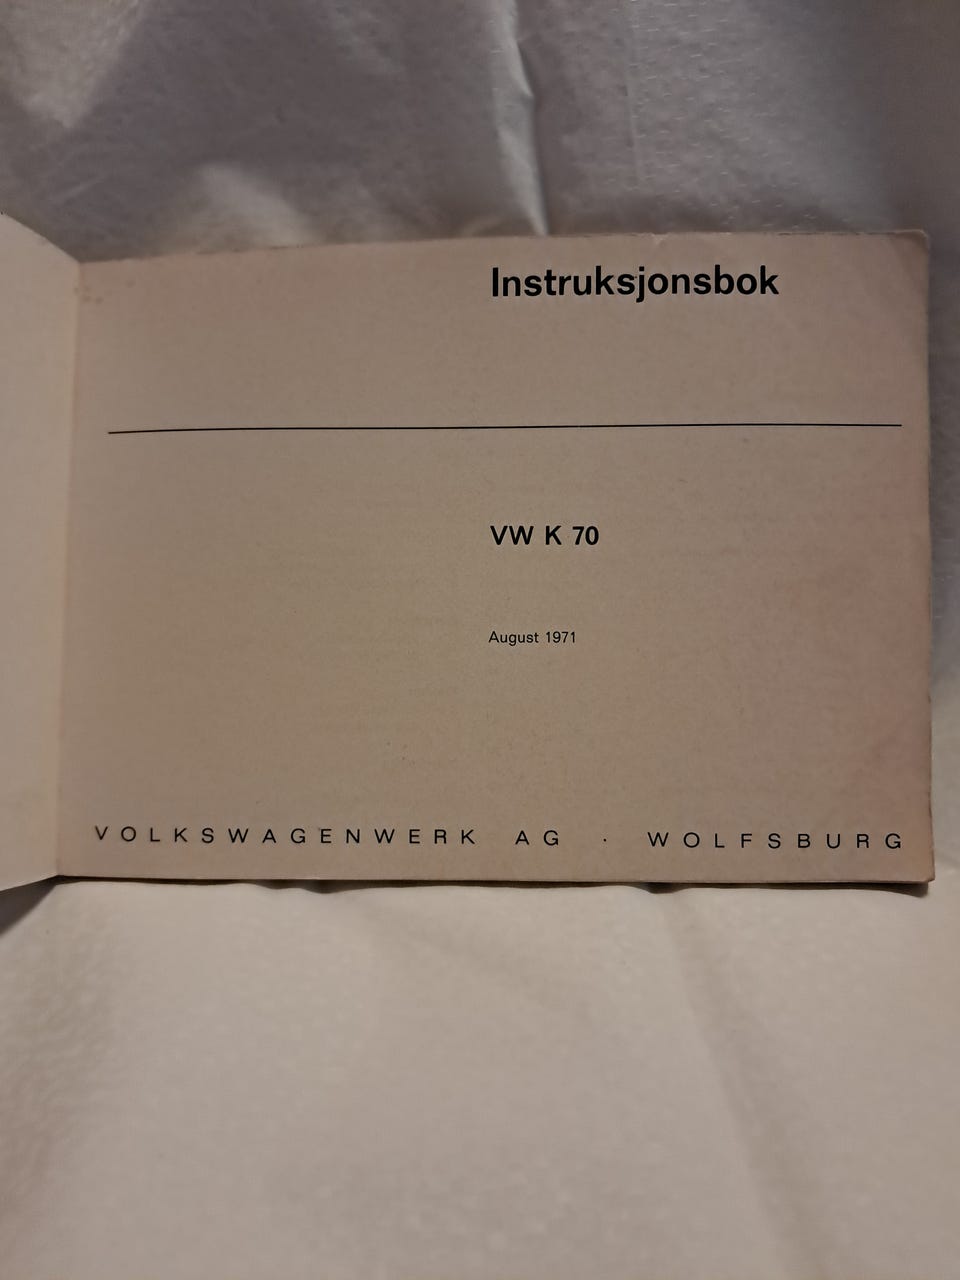 Instruksjonsbok
VW K 70
August 1971
VOLKSWAGENWERK AG · WOLFSBURG